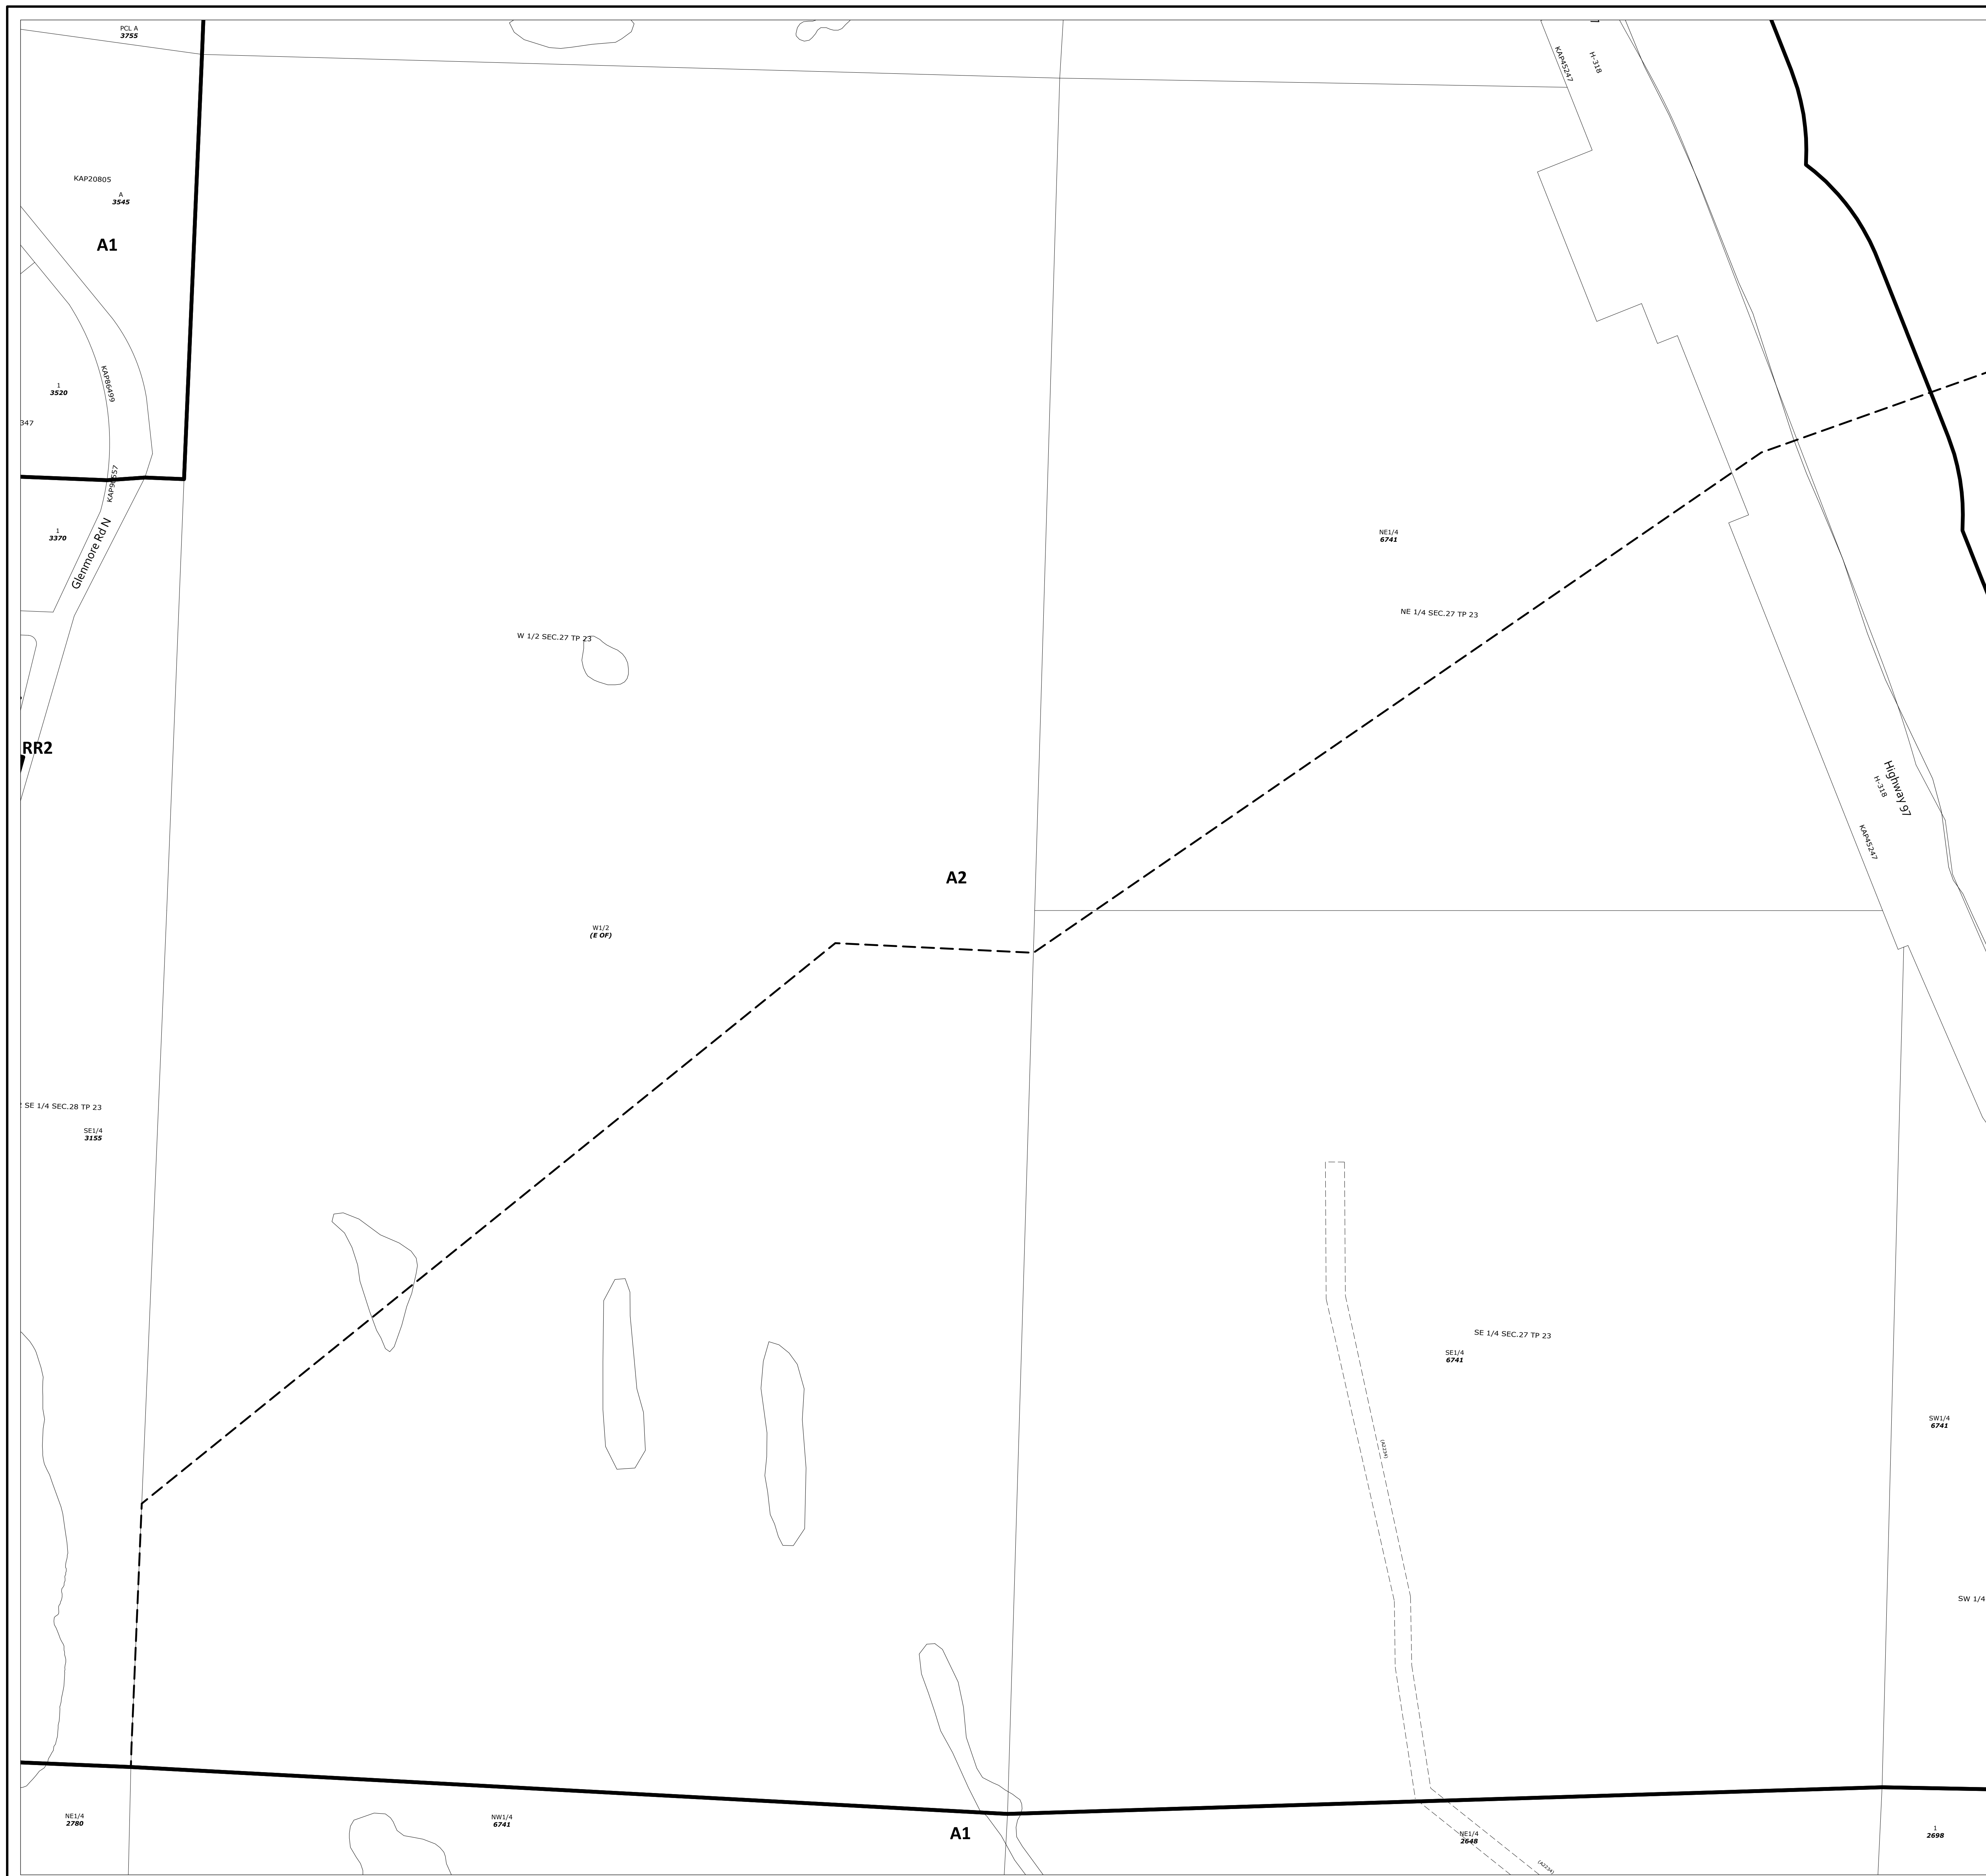 PCL A
3755
KAP45247
H-318
KAP20805
A
3545
A1
1
3520
KAP86499
347
1
3370
Glenmore Rd N
NE1/4
6741
NE 1/4 SEC.27 TP 23
W 1/2 SEC.27 TP 23
RR2
Highway 97
H-318
KAP45247
A2
W1/2
(E OF)
SE 1/4 SEC.28 TP 23
SE1/4
3155
SE 1/4 SEC.27 TP 23
SE1/4
6741
SW1/4
6741
(A2234)
SW 1/4
NE1/4
2780
NW1/4
6741
A1
NE1/4
2648
1
2698
(A2234)